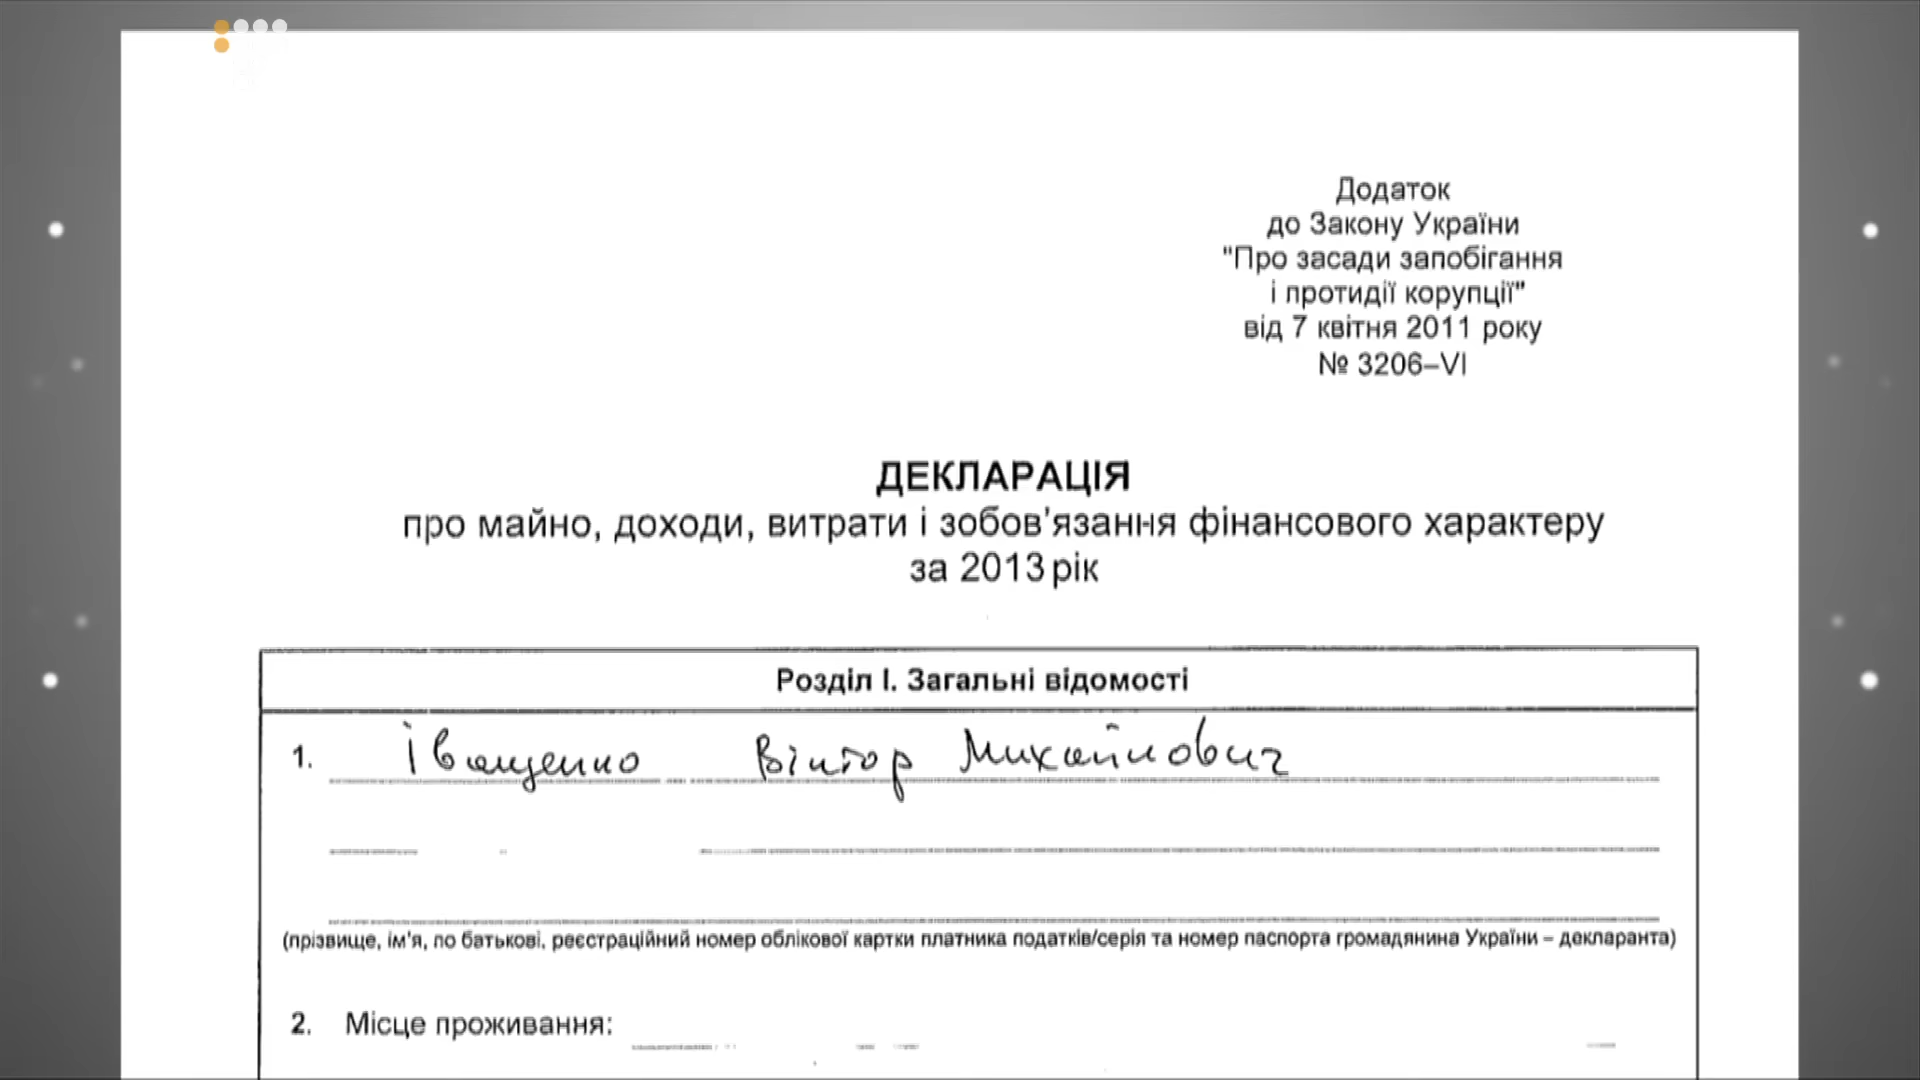 Додаток
до Закону України
"Про засади запобігання
і протидії корупції"
від 7 квітня 2011 року
№ 3206–VI
ДЕКЛАРАЦІЯ
про майно, доходи, витрати і зобов'язання фінансового характеру
за 2013 рік
Розділ I. Загальні відомості
1. Іващенко Віктор Михайлович
(прізвище, ім'я, по батькові, реєстраційний номер облікової картки платника податків/серія та номер паспорта громадянина України – декларанта)
2. Місце проживання: